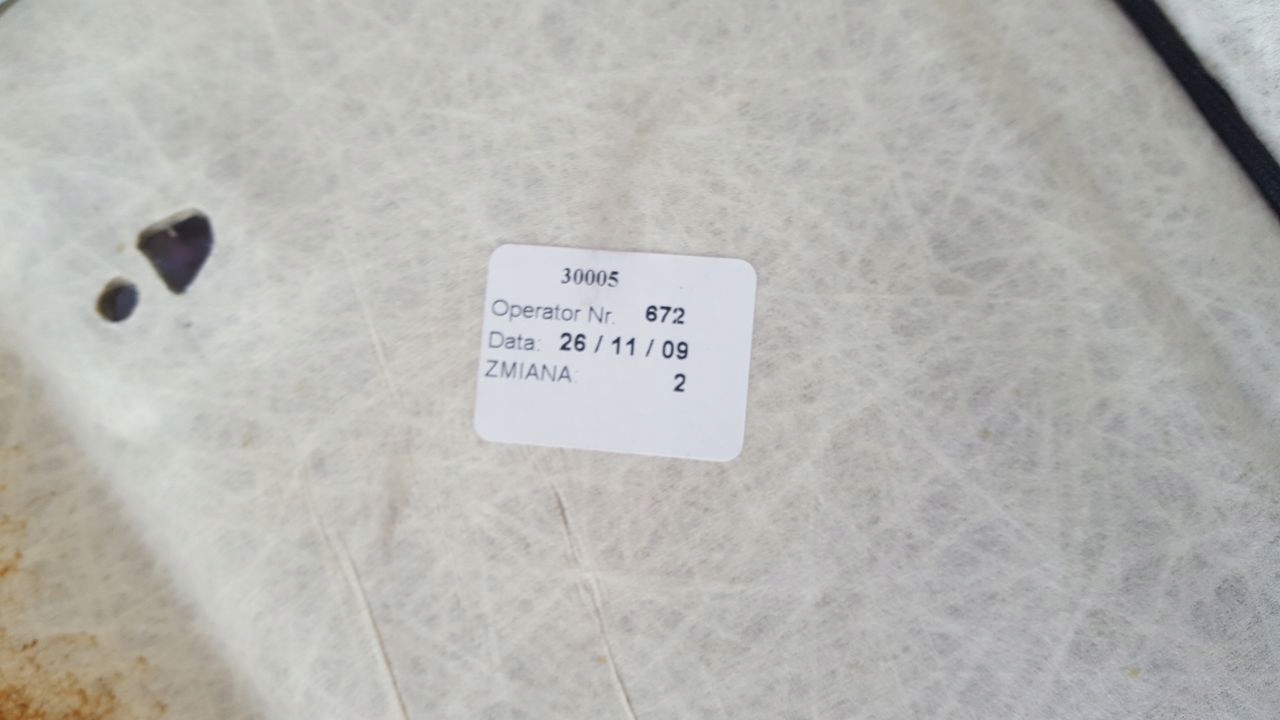 30005
Operator Nr. 672
Data: 26 / 11 / 09
ZMIANA: 2